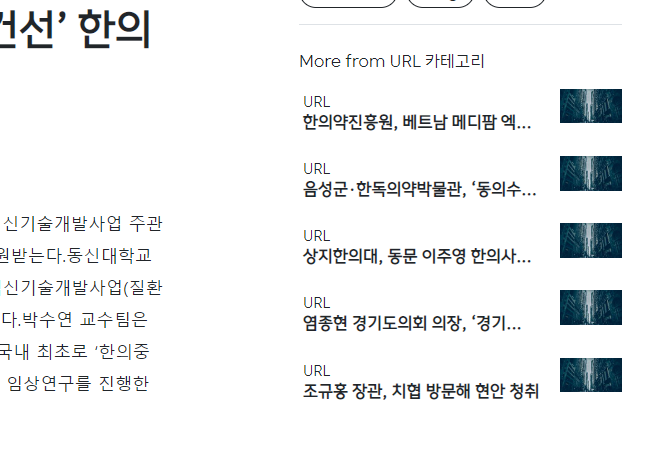 건선’ 한의
신기술개발사업 주관
원받는다.동신대학교
신기술개발사업(질환
다.박수연 교수팀은
국내 최초로 ‘한의중
임상연구를 진행한
More from URL 카테고리
URL
한의약진흥원, 베트남 메디팜 엑...
URL
음성군·한독의약박물관, ‘동의수...
URL
상지한의대, 동문 이주영 한의사...
URL
염종현 경기도의회 의장, ‘경기...
URL
조규홍 장관, 치협 방문해 현안 청취